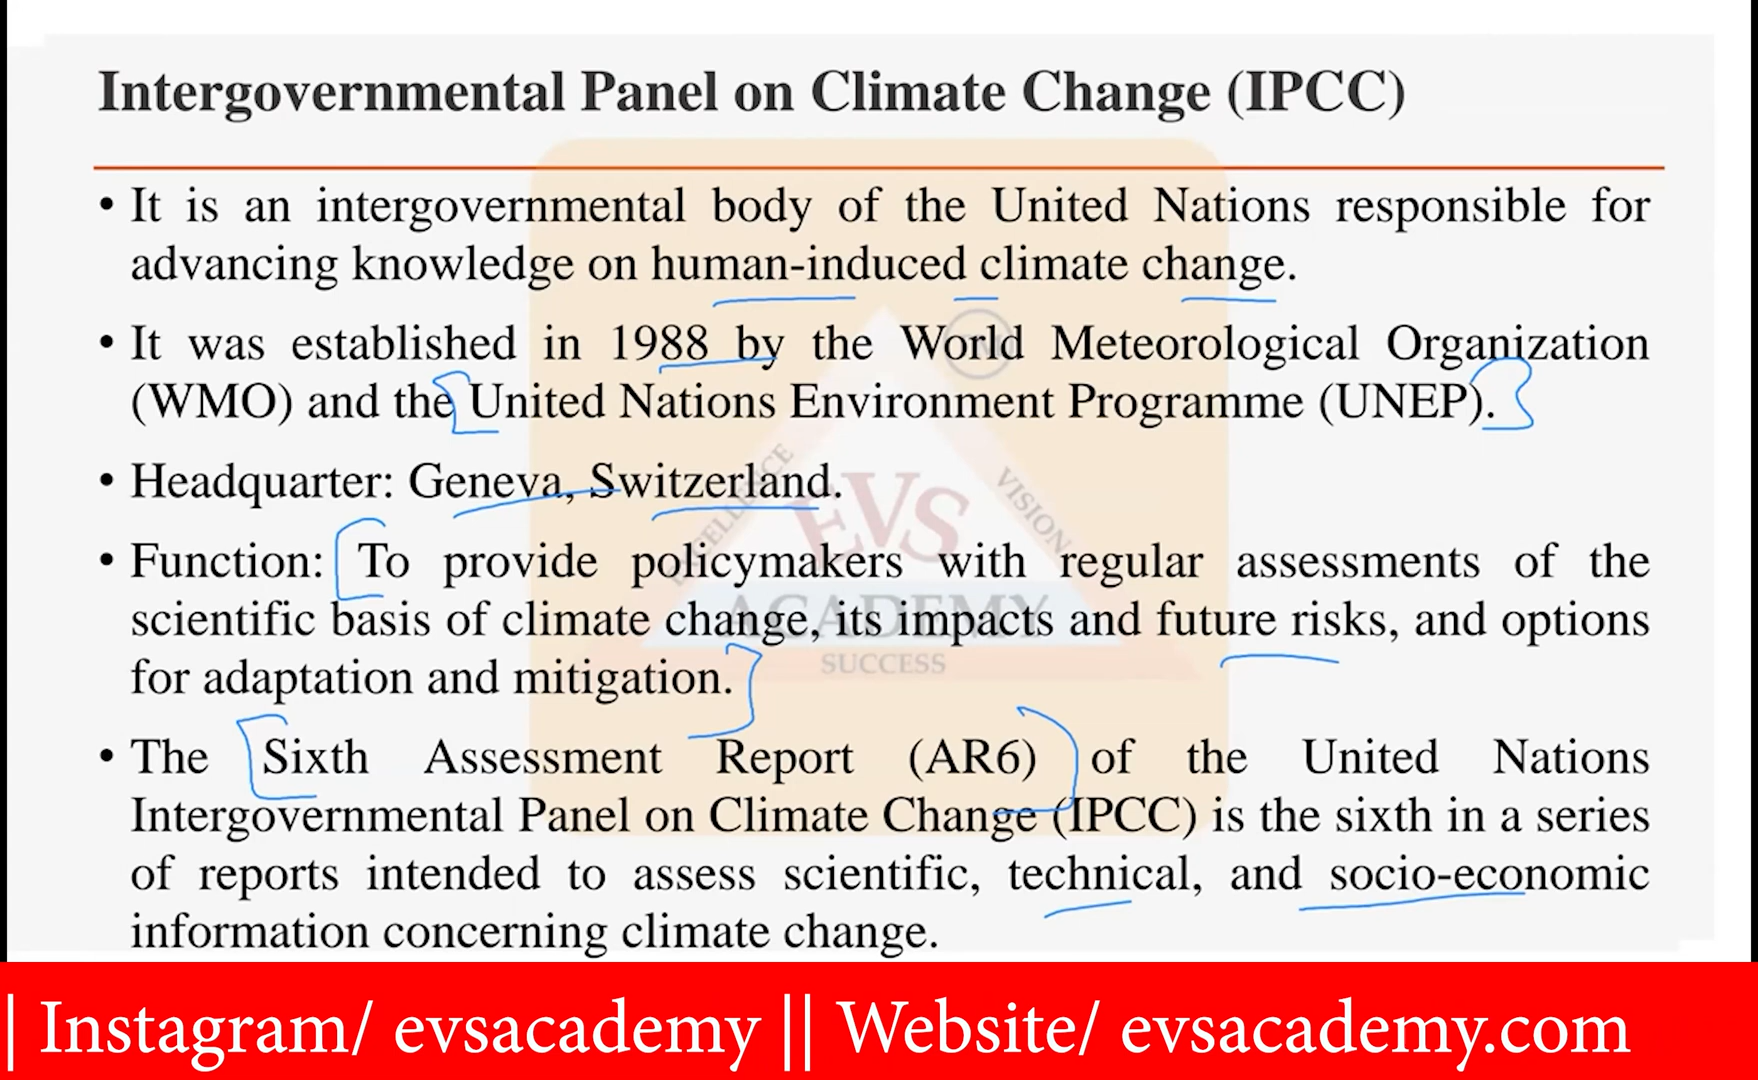 Intergovernmental Panel on Climate Change (IPCC)
• It is an intergovernmental body of the United Nations responsible for
advancing knowledge on human-induced climate change.
• It was established in 1988 by the World Meteorological Organization
(WMO) and the United Nations Environment Programme (UNEP).
• Headquarter: Geneva, Switzerland.
• Function: To provide policymakers with regular assessments of the
scientific basis of climate change, its impacts and future risks, and options
for adaptation and mitigation.
• The Sixth Assessment Report (AR6) of the United Nations
Intergovernmental Panel on Climate Change (IPCC) is the sixth in a series
of reports intended to assess scientific, technical, and socio-economic
information concerning climate change.
EXCELLENCE
VISION
EVS
ACADEMY
SUCCESS
| Instagram/ evsacademy || Website/ evsacademy.com